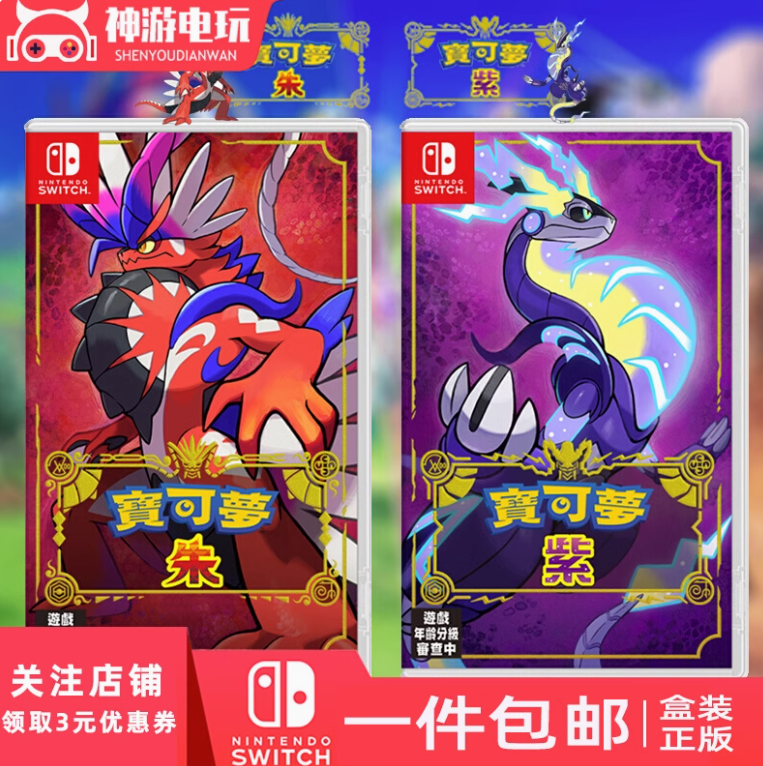 神游电玩
SHENYOUDIANWAN
寶可夢
朱
寶可夢
紫
NINTENDO
SWITCH
NINTENDO
SWITCH
寶可夢
朱
寶可夢
紫
遊戲
遊戲
年齡分級
審查中
关注店铺
领取3元优惠券
NINTENDO
SWITCH
一件包邮
盒装
正版